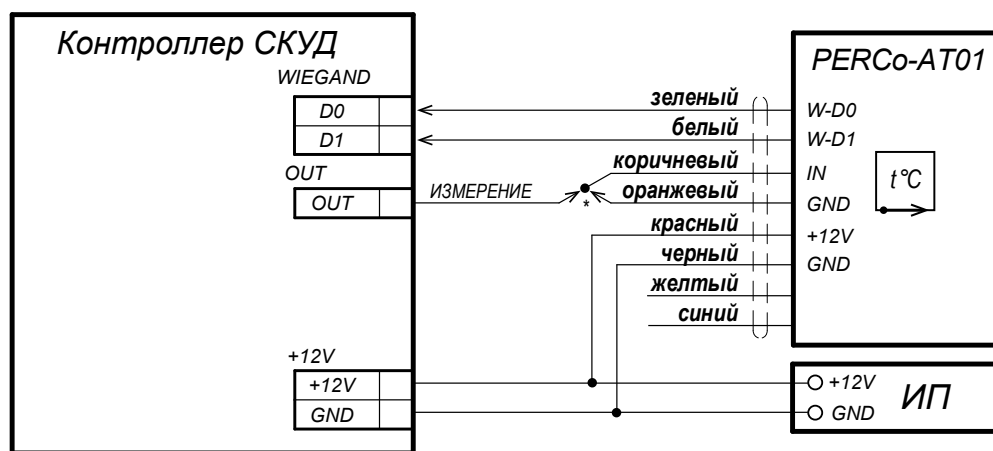 Контроллер СКУД
WIEGAND
D0
D1
OUT
OUT
ИЗМЕРЕНИЕ
*
+12V
+12V
GND
зеленый
белый
коричневый
оранжевый
красный
черный
желтый
синий
PERCo-AT01
W-D0
W-D1
IN
GND
+12V
GND
t°C
+12V
GND
ИП